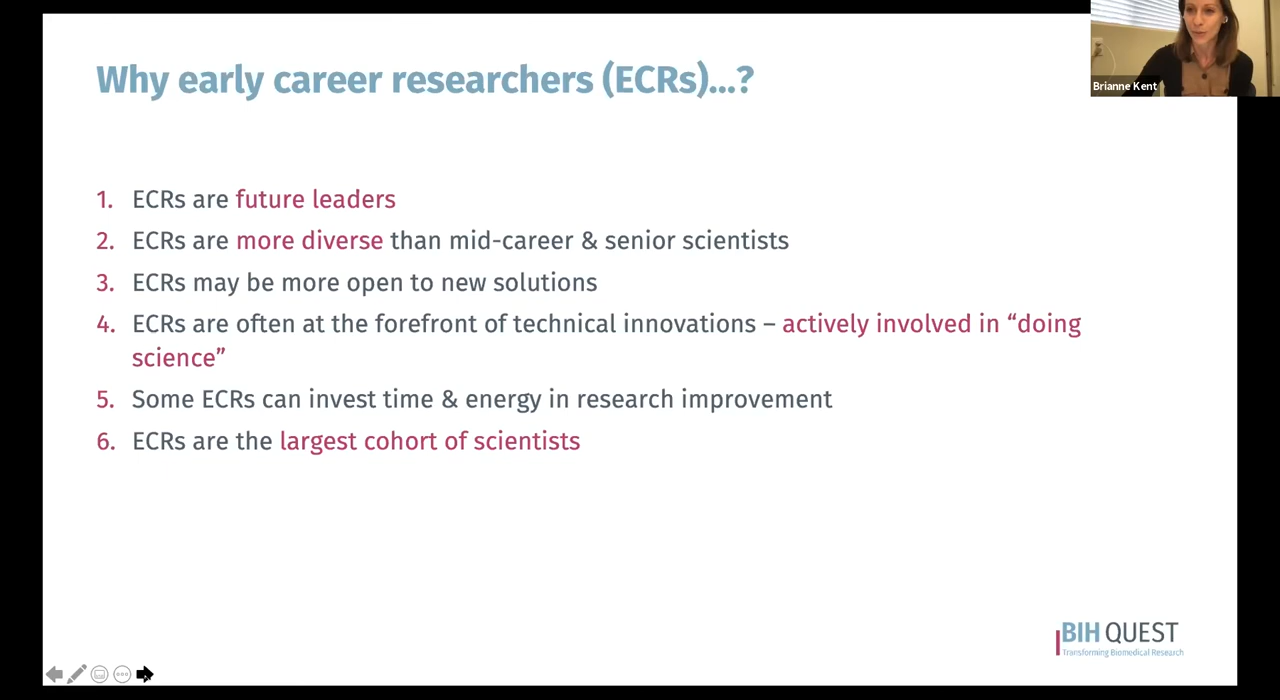 Why early career researchers (ECRs)...?
Brianne Kent
1. ECRs are future leaders
2. ECRs are more diverse than mid-career & senior scientists
3. ECRs may be more open to new solutions
4. ECRs are often at the forefront of technical innovations – actively involved in “doing
science”
5. Some ECRs can invest time & energy in research improvement
6. ECRs are the largest cohort of scientists
BIH QUEST
Transforming Biomedical Research